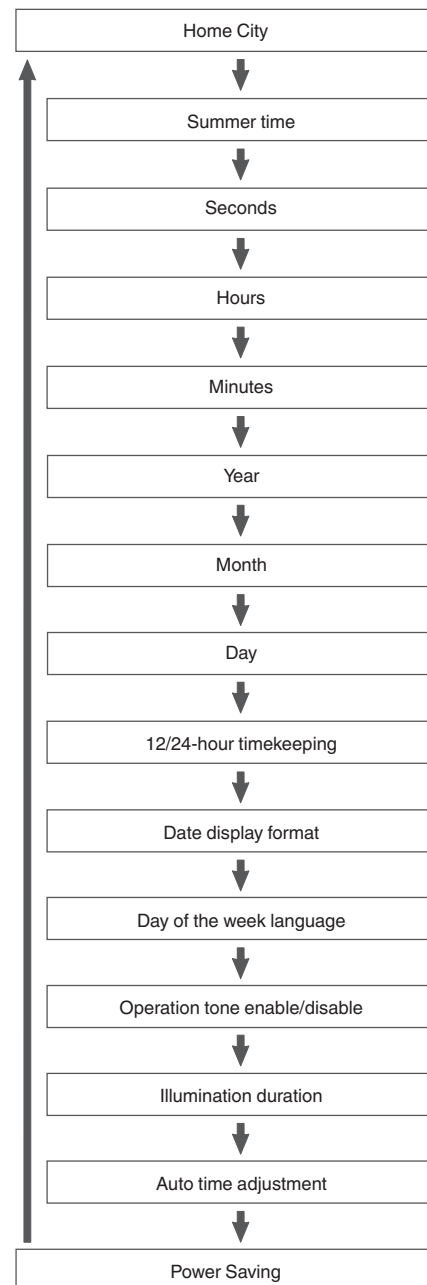 Home City
Summer time
Seconds
Hours
Minutes
Year
Month
Day
12/24-hour timekeeping
Date display format
Day of the week language
Operation tone enable/disable
Illumination duration
Auto time adjustment
Power Saving